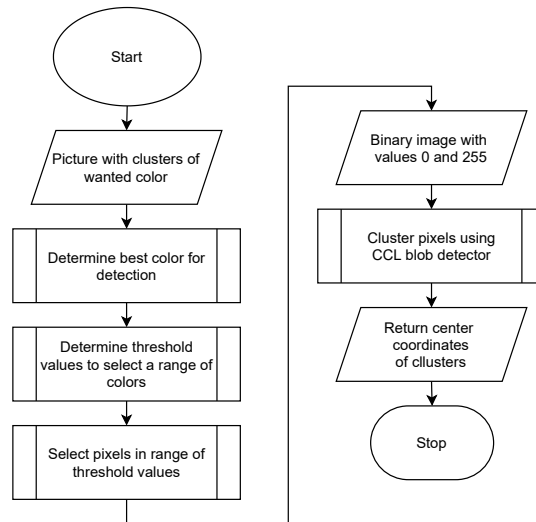 Start
Picture with clusters of
wanted color
Determine best color for
detection
Determine threshold
values to select a range of
colors
Select pixels in range of
threshold values
Binary image with
values 0 and 255
Cluster pixels using
CCL blob detector
Return center
coordinates
of cllusters
Stop